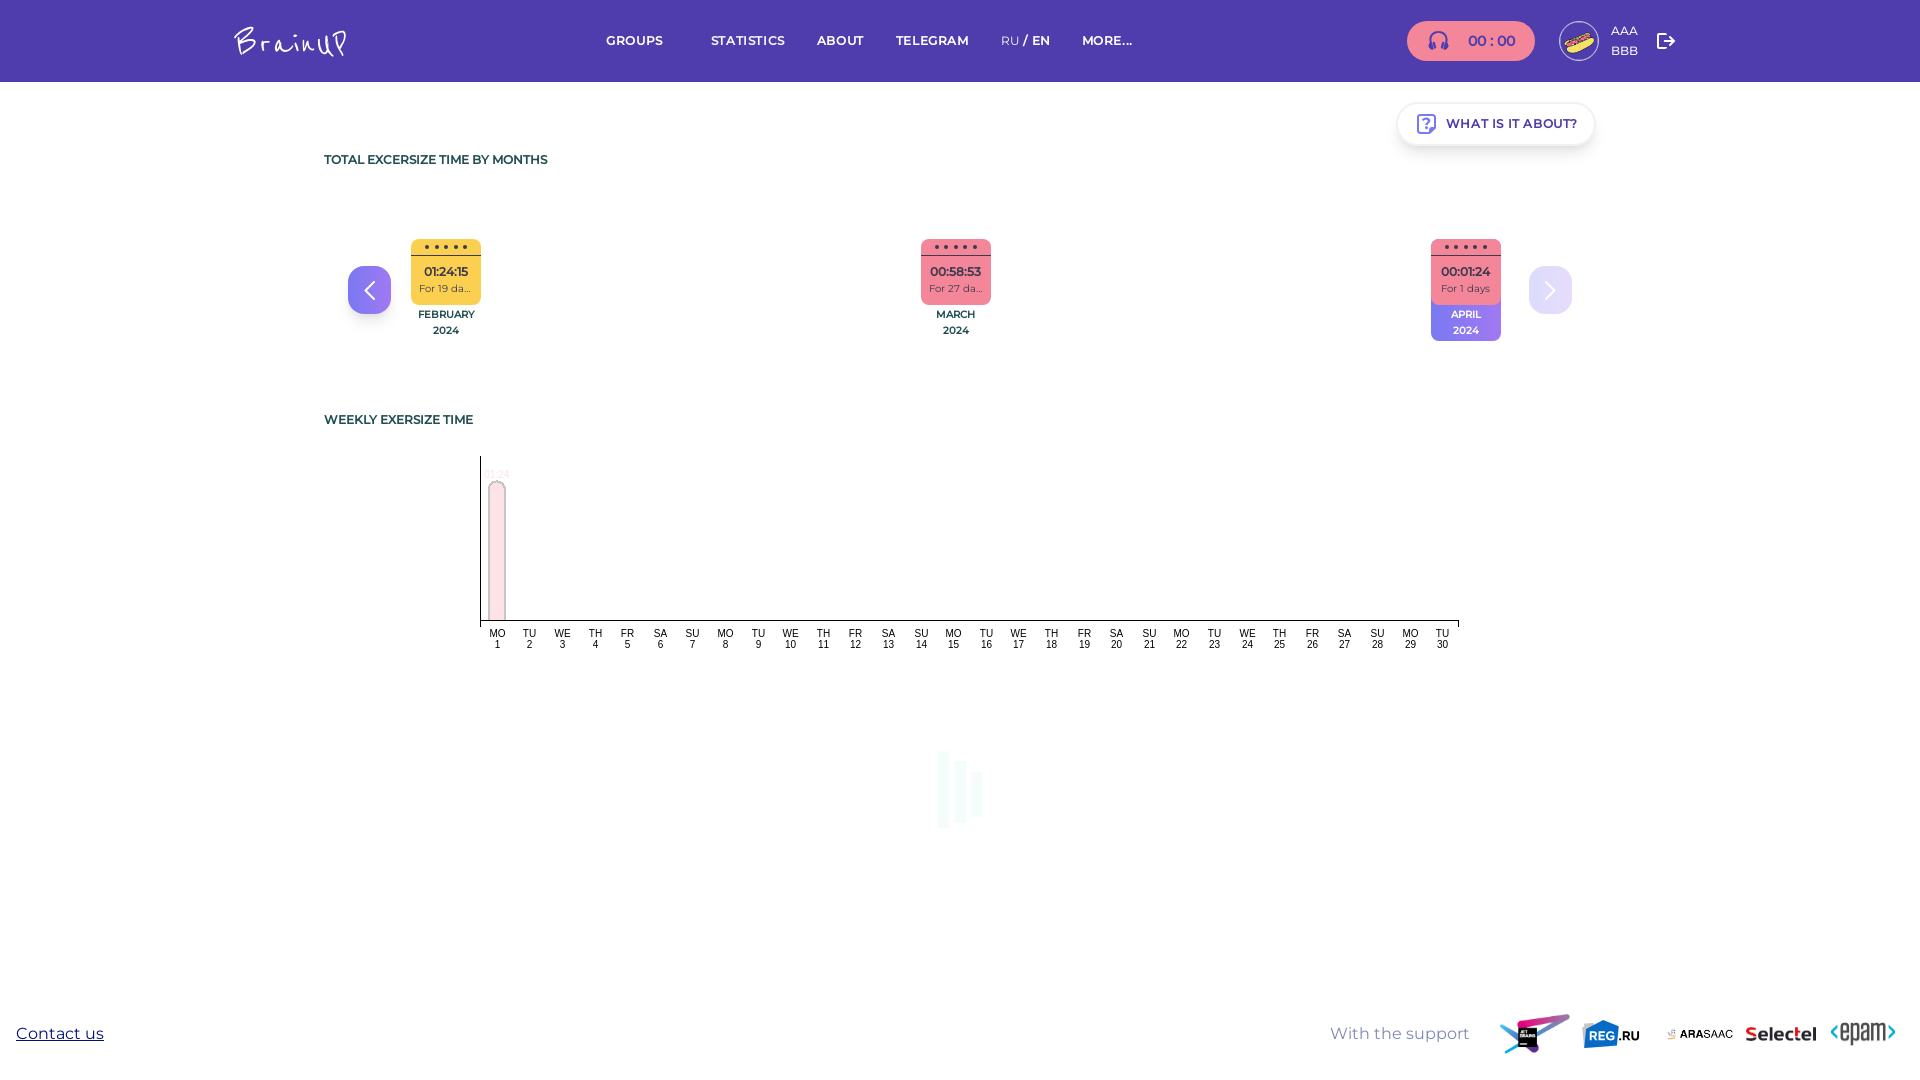 BrainUP
GROUPS STATISTICS ABOUT TELEGRAM RU / EN MORE...
00 : 00
AAA
BBB
WHAT IS IT ABOUT?
TOTAL EXCERSIZE TIME BY MONTHS
01:24:15
For 19 da...
FEBRUARY
2024
00:58:53
For 27 da...
MARCH
2024
00:01:24
For 1 days
APRIL
2024
WEEKLY EXERSIZE TIME
01:24
MO TU WE TH FR SA SU MO TU WE TH FR SA SU MO TU WE TH FR SA SU MO TU WE TH FR SA SU MO TU
1 2 3 4 5 6 7 8 9 10 11 12 13 14 15 16 17 18 19 20 21 22 23 24 25 26 27 28 29 30
Contact us
With the support
JET
BRAINS
REG.RU
ARASAAC
Selectel
<epam>